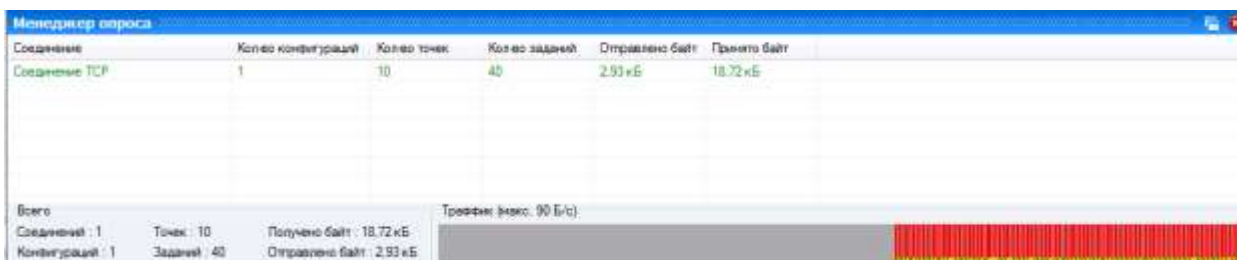 Менеджер опроса
Соединение Кол-во конфигураций Кол-во точек Кол-во заданий Отправлено байт Принято байт
Соединение TCP 1 10 40 2.93 кБ 18.72 кБ
Всего Траффик (макс. 90 Б/с)
Соединений : 1 Точек : 10 Получено байт : 18.72 кБ
Конфигураций : 1 Заданий : 40 Отправлено байт : 2.93 кБ